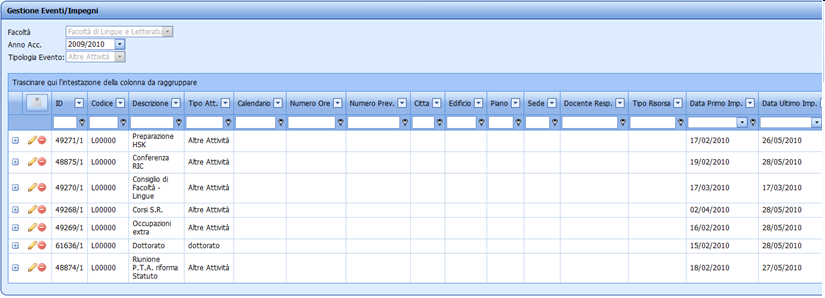 Gestione Eventi/Impegni
Facoltà Facoltà di Lingue e Letteratu
Anno Acc. 2009/2010
Tipologia Evento: Altre Attività
Trascinare qui l'intestazione della colonna da raggruppare
ID Codice Descrizione Tipo Att. Calendario Numero Ore Numero Prev. Citta Edificio Piano Sede Docente Resp. Tipo Risorsa Data Primo Imp. Data Ultimo Imp.
49271/1 L00000 Preparazione HSK Altre Attività 17/02/2010 26/05/2010
48875/1 L00000 Conferenza RIC Altre Attività 19/02/2010 28/05/2010
49270/1 L00000 Consiglio di Facoltà - Lingue Altre Attività 17/03/2010 17/03/2010
49268/1 L00000 Corsi S.R. Altre Attività 02/04/2010 28/05/2010
49269/1 L00000 Occupazioni extra Altre Attività 16/02/2010 28/05/2010
61636/1 L00000 Dottorato dottorato 15/02/2010 28/05/2010
48874/1 L00000 Riunione P.T.A. riforma Statuto Altre Attività 18/02/2010 27/05/2010